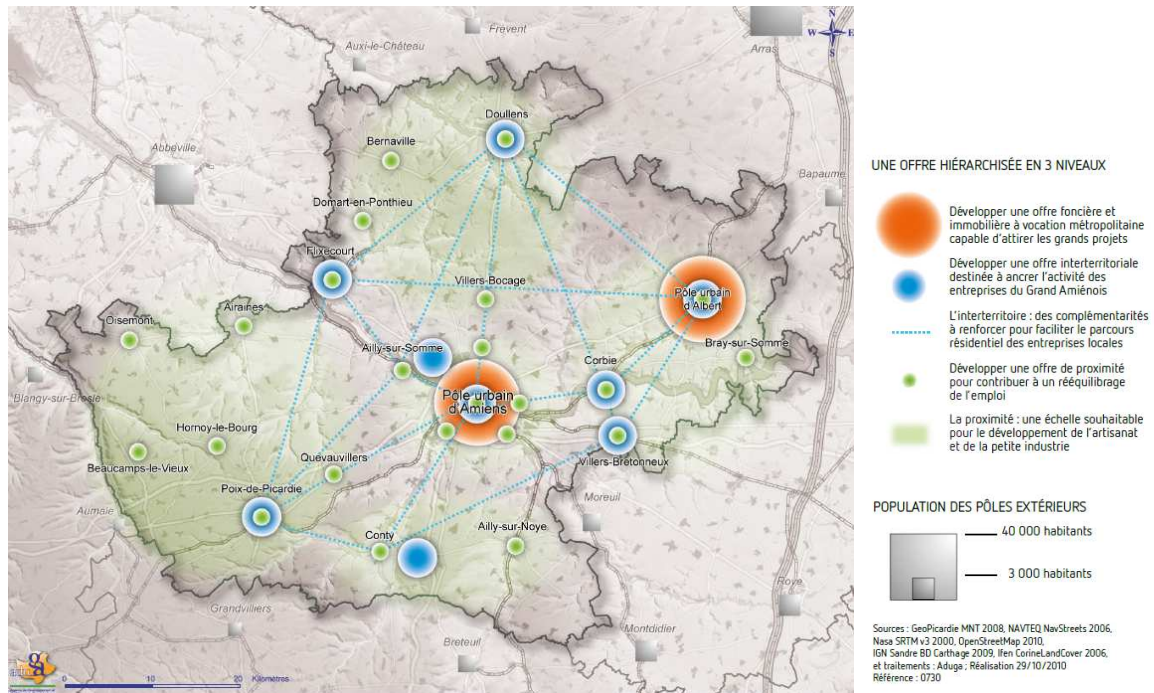 N
W E
S
Frévent
Auxi-le-Château
Arras
Doullens
Bernaville
Abbeville
Bapaume
Domart-en-Ponthieu
Flixecourt
Villers-Bocage
Pôle urbain
d'Albert
Airaines
Oisemont
Ailly-sur-Somme
Bray-sur-Somme
Corbie
Blangy-sur-Bresle
Pôle urbain
d'Amiens
Hornoy-le-Bourg
Quevauvillers
Villers-Bretonneux
Beaucamps-le-Vieux
Poix-de-Picardie
Moreuil
Aumale
Ailly-sur-Noye
Conty
Roye
Grandvilliers
Montdidier
Breteuil
0 10 20 Kilomètres
UNE OFFRE HIÉRARCHISÉE EN 3 NIVEAUX
Développer une offre foncière et
immobilière à vocation métropolitaine
capable d'attirer les grands projets
Développer une offre interterritoriale
destinée à ancrer l'activité des
entreprises du Grand Amiénois
L'interterritoire : des complémentarités
à renforcer pour faciliter le parcours
résidentiel des entreprises locales
Développer une offre de proximité
pour contribuer à un rééquilibrage
de l'emploi
La proximité : une échelle souhaitable
pour le développement de l'artisanat
et de la petite industrie
POPULATION DES PÔLES EXTÉRIEURS
40 000 habitants
3 000 habitants
Sources : GeoPicardie MNT 2008, NAVTEQ NavStreets 2006,
Nasa SRTM v3 2000, OpenStreetMap 2010,
IGN Sandre BD Carthage 2009, Ifen CorineLandCover 2006,
et traitements : Aduga ; Réalisation 29/10/2010
Référence : 0730